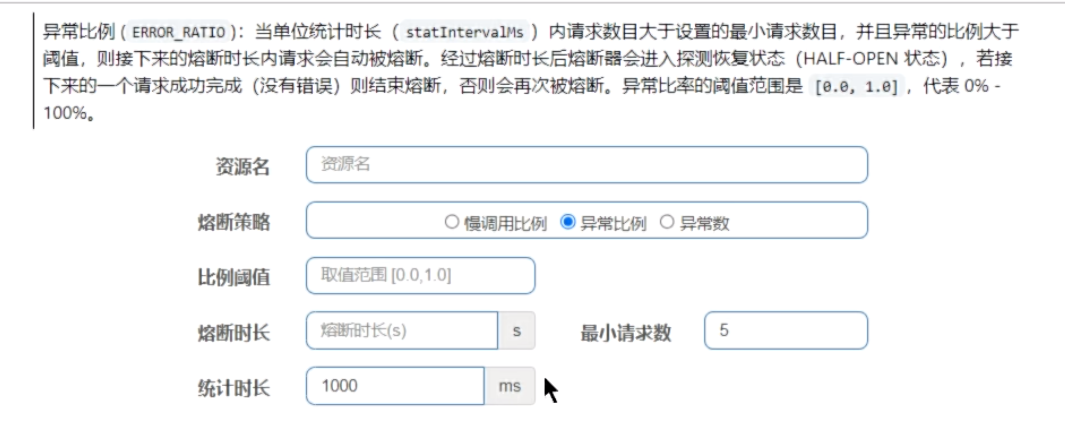 异常比例 ( ERROR_RATIO )：当单位统计时长（ statIntervalMs ）内请求数目大于设置的最小请求数目，并且异常的比例大于
阈值，则接下来的熔断时长内请求会自动被熔断。经过熔断时长后熔断器会进入探测恢复状态（HALF-OPEN 状态），若接
下来的一个请求成功完成（没有错误）则结束熔断，否则会再次被熔断。异常比率的阈值范围是 [0.0, 1.0] ，代表 0% -
100%。
资源名 资源名
熔断策略 慢调用比例 异常比例 异常数
比例阈值 取值范围 [0.0,1.0]
熔断时长 熔断时长(s) s 最小请求数 5
统计时长 1000 ms